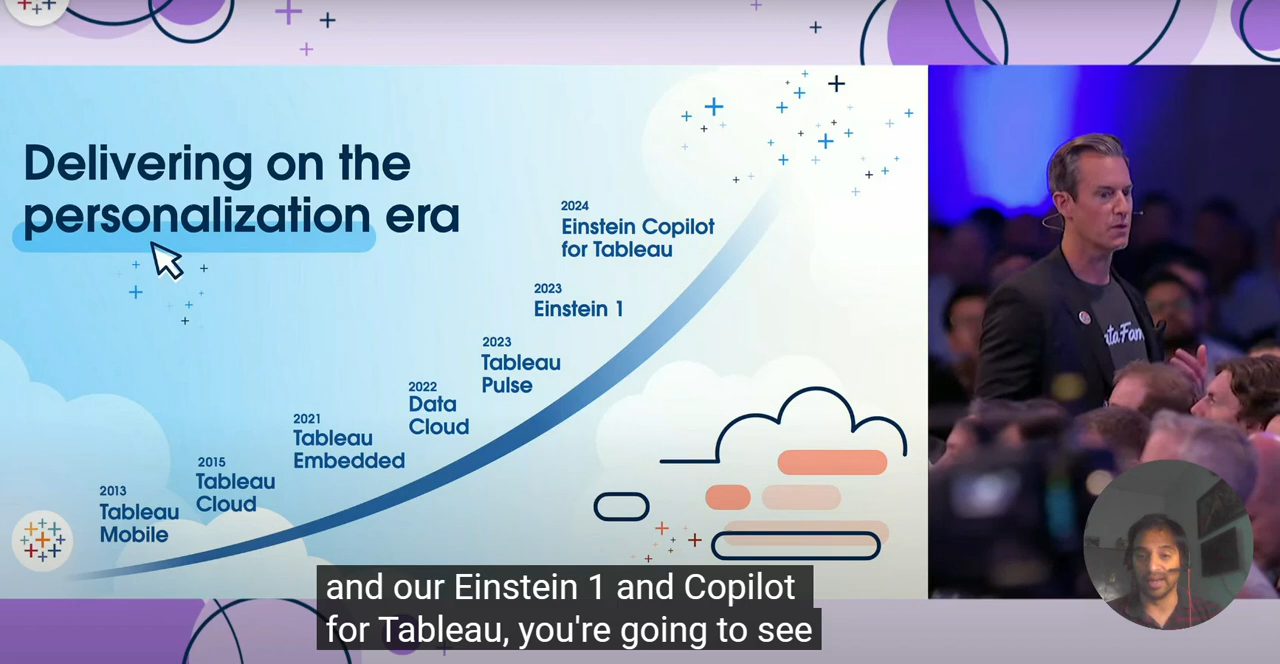 Delivering on the
personalization era
2024
Einstein Copilot
for Tableau
2023
Einstein 1
2023
Tableau
Pulse
2022
Data
Cloud
2021
Tableau
Embedded
2015
Tableau
Cloud
2013
Tableau
Mobile
ataFam
and our Einstein 1 and Copilot
for Tableau, you're going to see